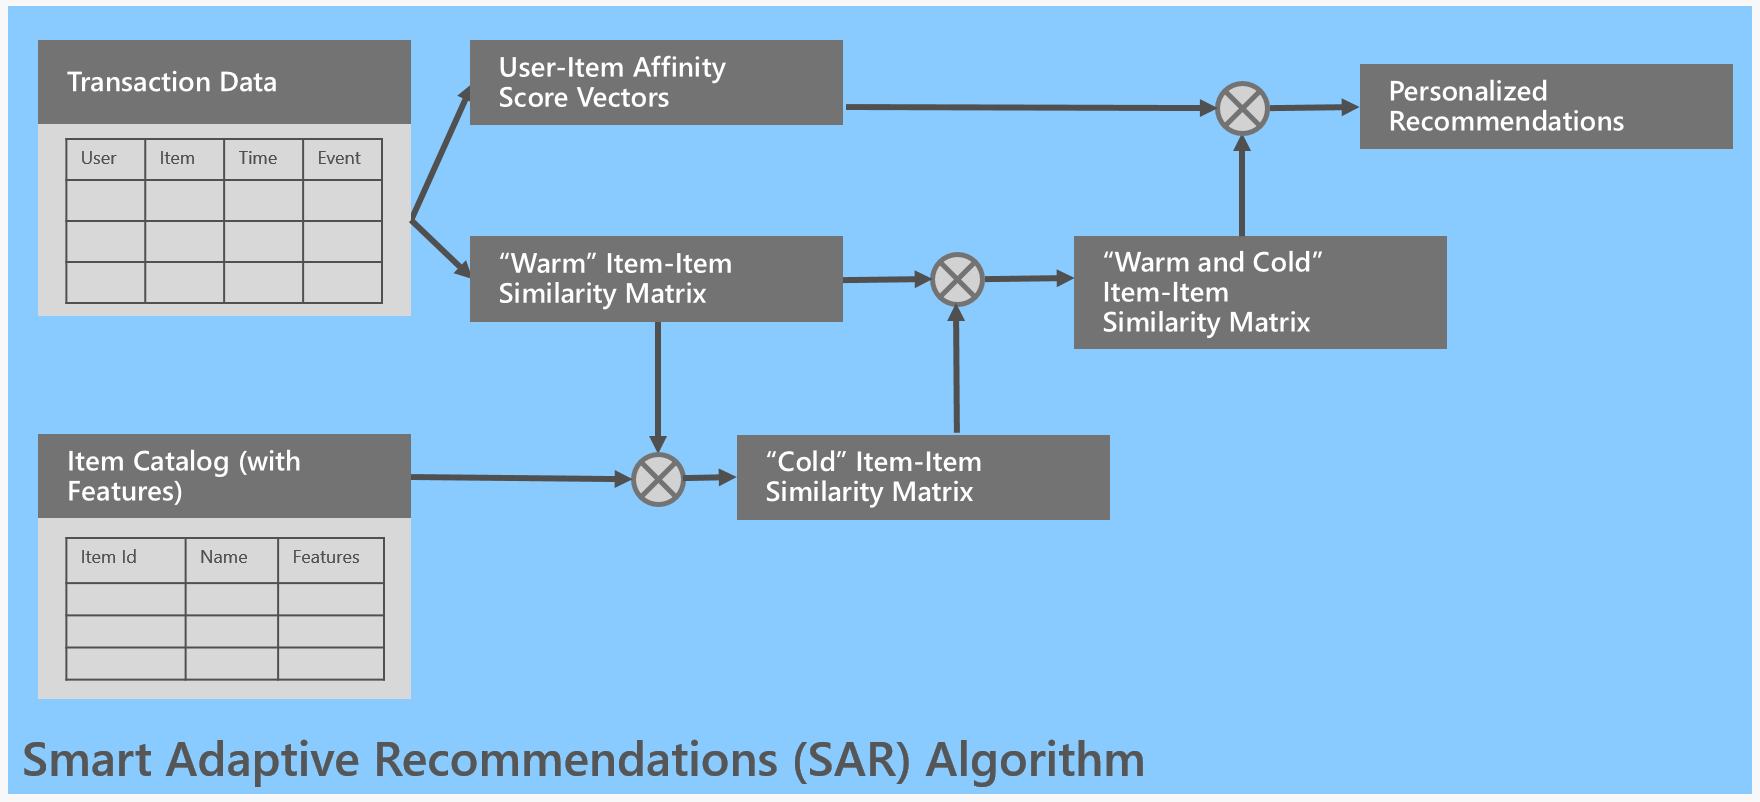 Transaction Data
User Item Time Event
User-Item Affinity
Score Vectors
Personalized
Recommendations
“Warm” Item-Item
Similarity Matrix
“Warm and Cold”
Item-Item
Similarity Matrix
Item Catalog (with
Features)
Item Id Name Features
“Cold” Item-Item
Similarity Matrix
Smart Adaptive Recommendations (SAR) Algorithm